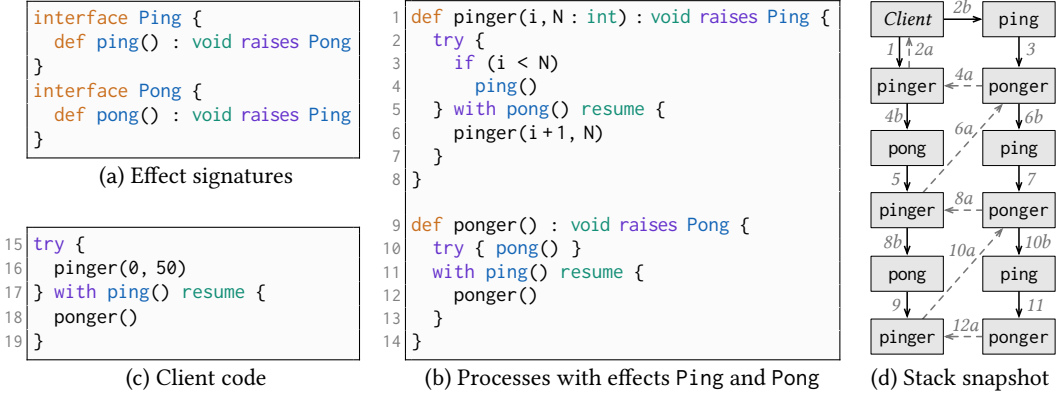 interface Ping {
def ping() : void raises Pong
}
interface Pong {
def pong() : void raises Ping
}
(a) Effect signatures
15 try {
16 pinger(0, 50)
17 } with ping() resume {
18 ponger()
19 }
(c) Client code
1 def pinger(i, N : int) : void raises Ping {
2 try {
3 if (i < N)
4 ping()
5 } with pong() resume {
6 pinger(i+1, N)
7 }
8 }
9 def ponger() : void raises Pong {
10 try { pong() }
11 with ping() resume {
12 ponger()
13 }
14 }
(b) Processes with effects Ping and Pong
Client 2b ping
1 2a 3
pinger 4a ponger
4b 6a 6b
pong ping
5 7
pinger 8a ponger
8b 10a 10b
pong ping
9 11
pinger 12a ponger
(d) Stack snapshot